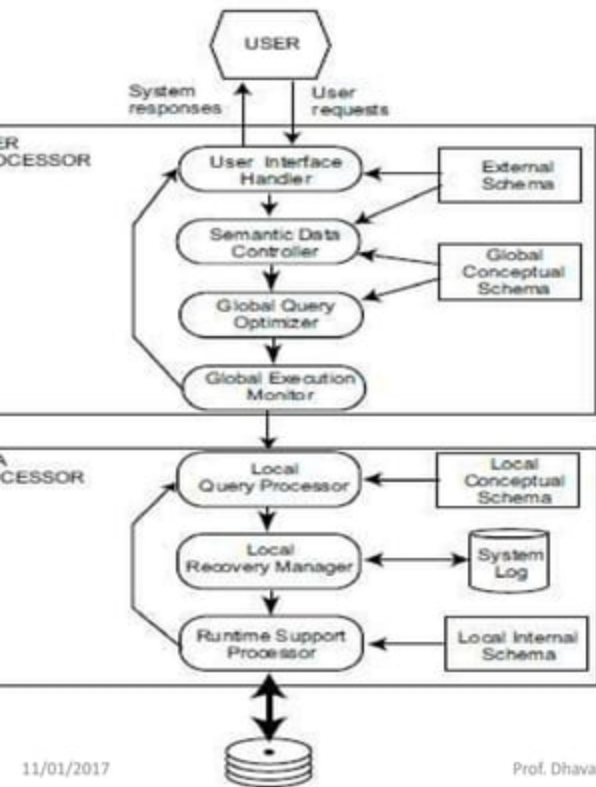 USER
System
responses
User
requests
ER
OCESSOR
User Interface
Handler
External
Schema
Semantic Data
Controller
Global
Conceptual
Schema
Global Query
Optimizer
Global Execution
Monitor
A
CESSOR
Local
Query Processor
Local
Conceptual
Schema
Local
Recovery Manager
System
Log
Runtime Support
Processor
Local Internal
Schema
11/01/2017
Prof. Dhava